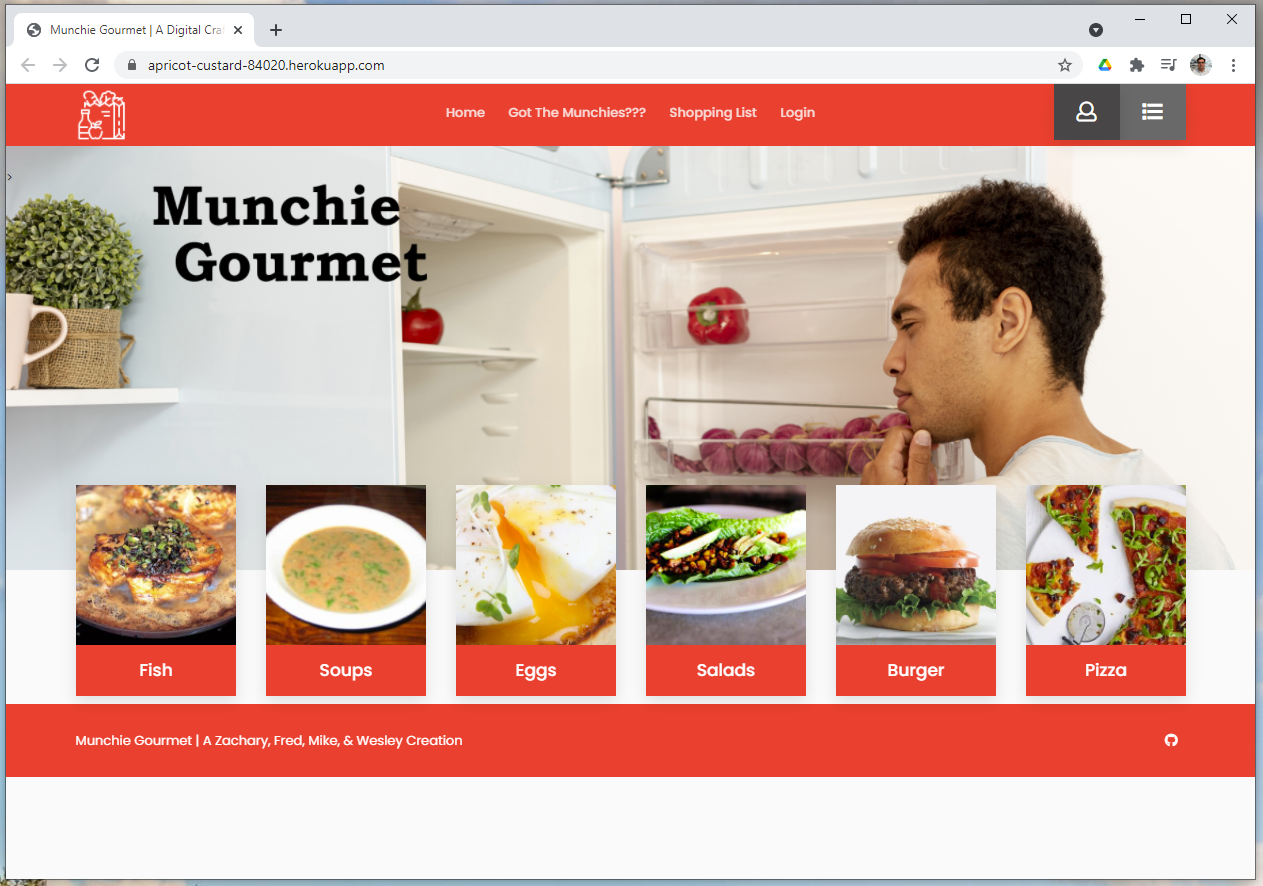 Munchie Gourmet | A Digital Cra
apricot-custard-84020.herokuapp.com
Home Got The Munchies??? Shopping List Login
Munchie
Gourmet
Fish Soups Eggs Salads Burger Pizza
Munchie Gourmet | A Zachary, Fred, Mike, & Wesley Creation